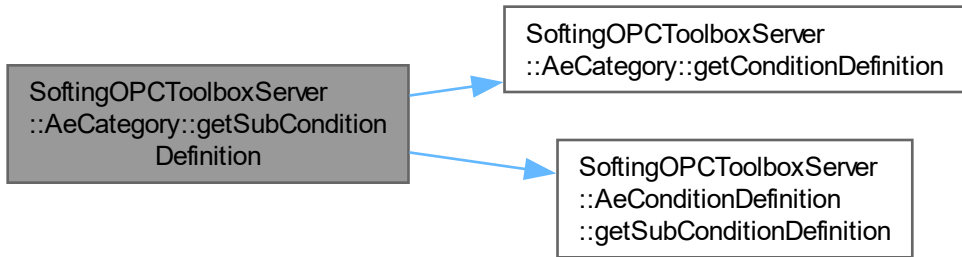 SoftingOPCToolboxServer
::AeCategory::getSubCondition
Definition
SoftingOPCToolboxServer
::AeCategory::getConditionDefinition
SoftingOPCToolboxServer
::AeConditionDefinition
::getSubConditionDefinition